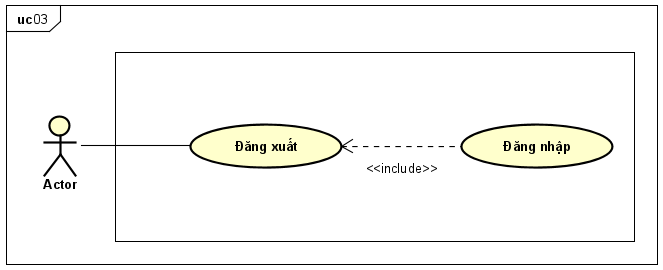 uc03
Đăng xuất
Đăng nhập
<<include>>
Actor